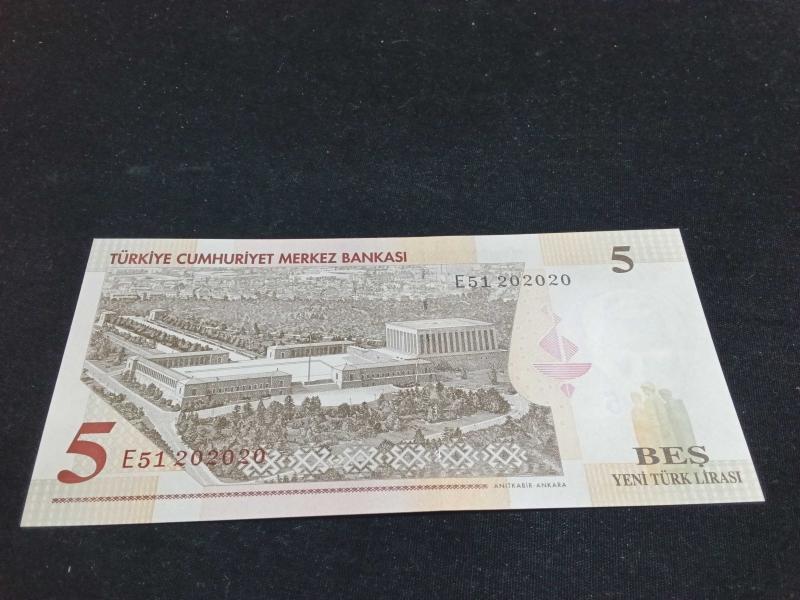 TÜRKİYE CUMHURİYET MERKEZ BANKASI
5
E51 202020
5
E51 202020
BEŞ
YENİ TÜRK LİRASI
ANITKABİR-ANKARA